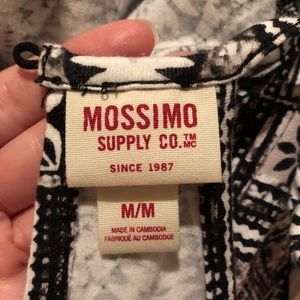 MOSSIMO
SUPPLY CO.™ MC
SINCE 1987
M/M
MADE IN CAMBODIA
FABRIQUÉ AU CAMBODGE